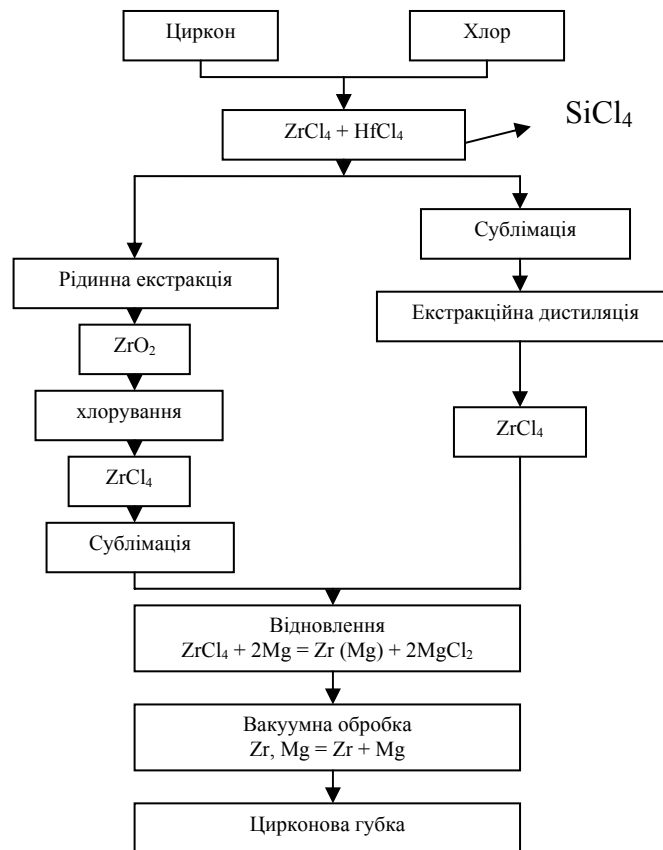 Циркон
Хлор
ZrCl₄ + HfCl₄
SiCl₄
Сублімація
Рідинна екстракція
Екстракційна дистиляція
ZrO₂
хлорування
ZrCl₄
ZrCl₄
Сублімація
Відновлення
ZrCl₄ + 2Mg = Zr (Mg) + 2MgCl₂
Вакуумна обробка
Zr, Mg = Zr + Mg
Цирконова губка